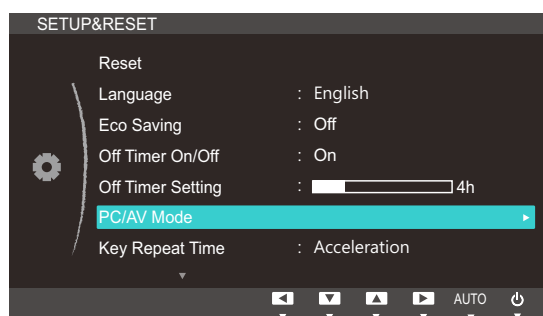 SETUP&RESET
Reset
Language : English
Eco Saving : Off
Off Timer On/Off : On
Off Timer Setting : 4h
PC/AV Mode
Key Repeat Time : Acceleration
AUTO